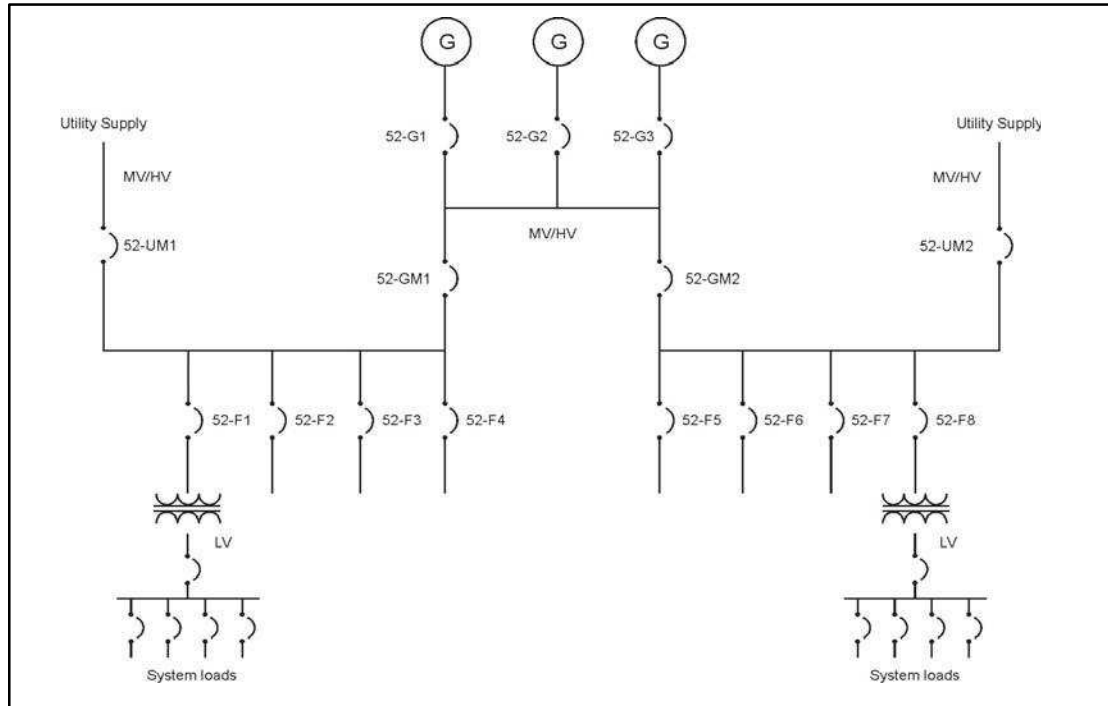 G G G
52-G1 52-G2 52-G3
Utility Supply Utility Supply
MV/HV MV/HV
MV/HV
52-UM1 52-UM2
52-GM1 52-GM2
52-F1 52-F2 52-F3 52-F4 52-F5 52-F6 52-F7 52-F8
LV LV
System loads System loads